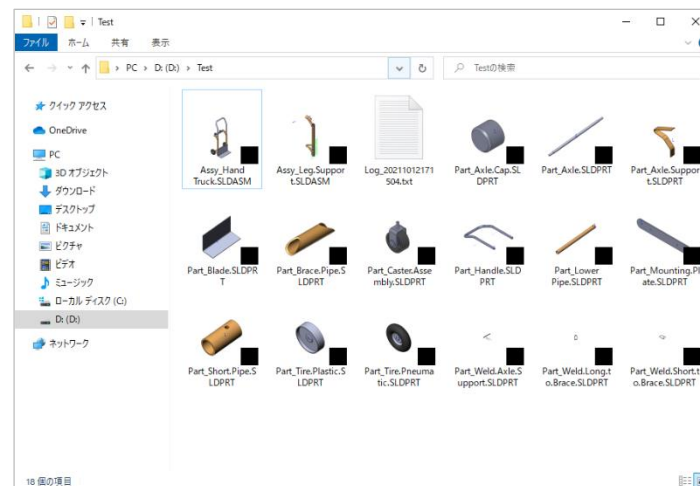 Test
ファイル ホーム 共有 表示
PC › D: (D:) › Test
Testの検索
クイック アクセス
OneDrive
PC
3D オブジェクト
ダウンロード
デスクトップ
ドキュメント
ピクチャ
ビデオ
ミュージック
ローカル ディスク (C:)
D: (D:)
ネットワーク
Assy_Hand
Truck.SLDASM
Assy_Leg.Suppor
t.SLDASM
Log_20211012171
504.txt
Part_Axle.Cap.SL
DPRT
Part_Axle.SLDPRT
Part_Axle.Suppor
t.SLDPRT
Part_Blade.SLDPR
T
Part_Brace.Pipe.S
LDPRT
Part_Caster.Asse
mbly.SLDPRT
Part_Handle.SLD
PRT
Part_Lower
Pipe.SLDPRT
Part_Mounting.Pl
ate.SLDPRT
Part_Short.Pipe.S
LDPRT
Part_Tire.Plastic.S
LDPRT
Part_Tire.Pneuma
tic.SLDPRT
Part_Weld.Axle.S
upport.SLDPRT
Part_Weld.Long.t
o.Brace.SLDPRT
Part_Weld.Short.t
o.Brace.SLDPRT
18 個の項目